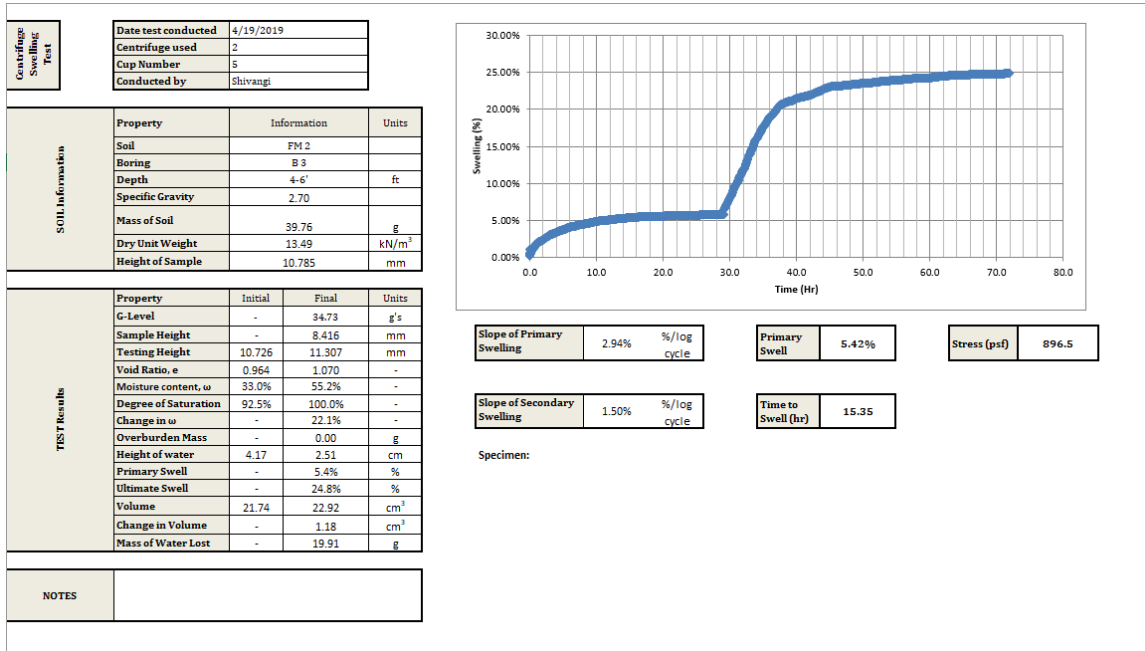 Centrifuge
Swelling
Test
Date test conducted 4/19/2019
Centrifuge used 2
Cup Number 5
Conducted by Shivangi
SOIL Information
Property Information Units
Soil FM 2
Boring B 3
Depth 4-6' ft
Specific Gravity 2.70
Mass of Soil 39.76 g
Dry Unit Weight 13.49 kN/m³
Height of Sample 10.785 mm
TEST Results
Property Initial Final Units
G-Level - 34.73 g's
Sample Height - 8.416 mm
Testing Height 10.726 11.307 mm
Void Ratio, e 0.964 1.070 -
Moisture content, ω 33.0% 55.2% -
Degree of Saturation 92.5% 100.0% -
Change in ω - 22.1% -
Overburden Mass - 0.00 g
Height of water 4.17 2.51 cm
Primary Swell - 5.4% %
Ultimate Swell - 24.8% %
Volume 21.74 22.92 cm³
Change in Volume - 1.18 cm³
Mass of Water Lost - 19.91 g
NOTES
Swelling (%)
30.00%
25.00%
20.00%
15.00%
10.00%
5.00%
0.00%
0.0 10.0 20.0 30.0 40.0 50.0 60.0 70.0 80.0
Time (Hr)
Slope of Primary
Swelling 2.94% %/log
cycle
Primary
Swell 5.42%
Stress (psf) 896.5
Slope of Secondary
Swelling 1.50% %/log
cycle
Time to
Swell (hr) 15.35
Specimen: